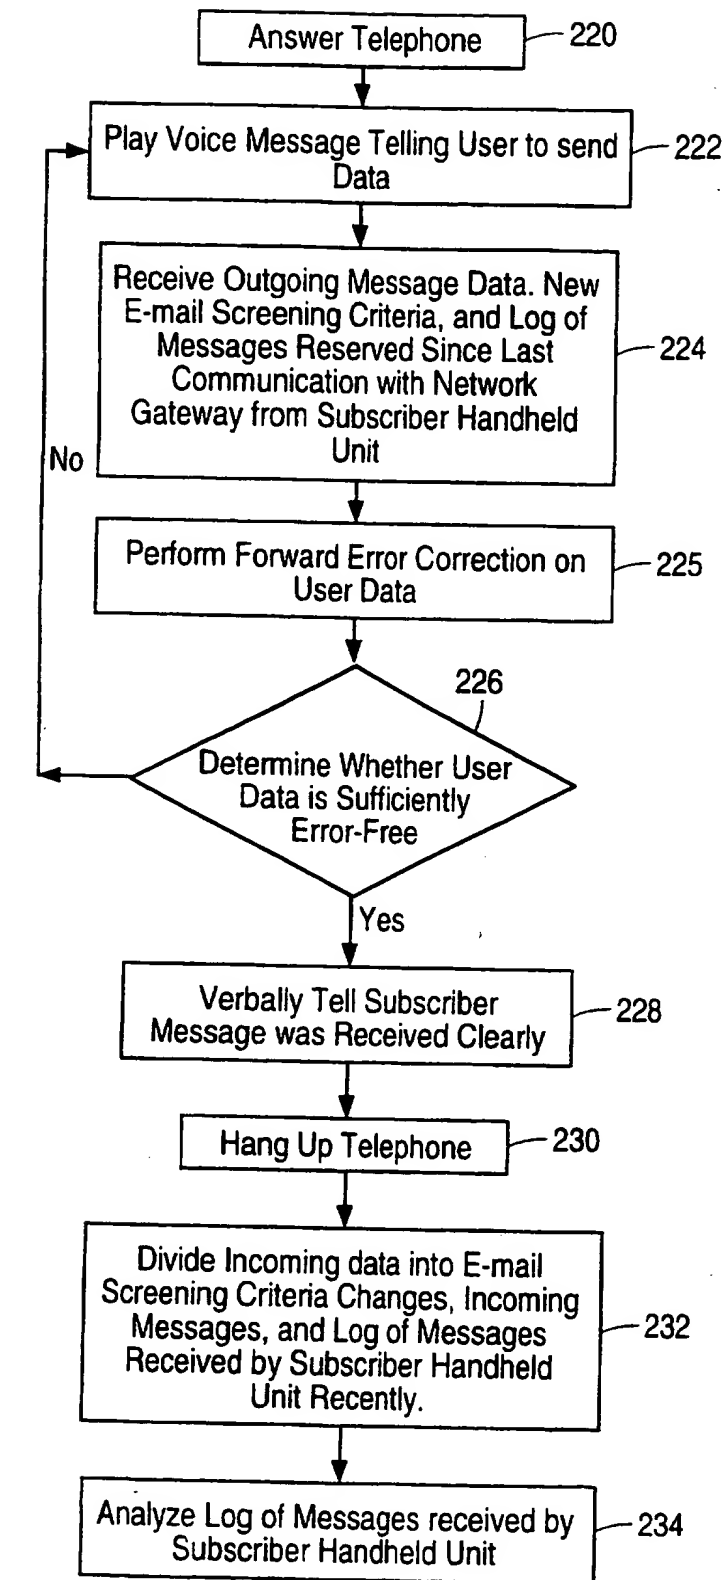 Answer Telephone
220
Play Voice Message Telling User to send
Data
222
Receive Outgoing Message Data. New
E-mail Screening Criteria, and Log of
Messages Reserved Since Last
Communication with Network
Gateway from Subscriber Handheld
Unit
224
No
Perform Forward Error Correction on
User Data
225
226
Determine Whether User
Data is Sufficiently
Error-Free
Yes
Verbally Tell Subscriber
Message was Received Clearly
228
Hang Up Telephone
230
Divide Incoming data into E-mail
Screening Criteria Changes, Incoming
Messages, and Log of Messages
Received by Subscriber Handheld
Unit Recently.
232
Analyze Log of Messages received by
Subscriber Handheld Unit
234